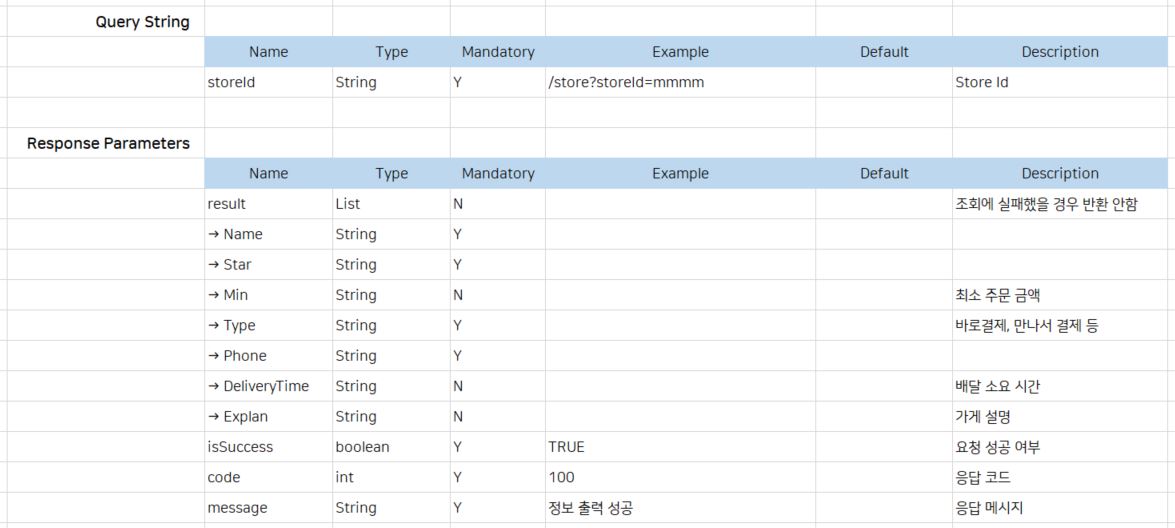 Query String
Name Type Mandatory Example Default Description
storeId String Y /store?storeId=mmmm Store Id
Response Parameters
Name Type Mandatory Example Default Description
result List N 조회에 실패했을 경우 반환 안함
→ Name String Y
→ Star String Y
→ Min String N 최소 주문 금액
→ Type String Y 바로결제, 만나서 결제 등
→ Phone String Y
→ DeliveryTime String N 배달 소요 시간
→ Explan String N 가게 설명
isSuccess boolean Y TRUE 요청 성공 여부
code int Y 100 응답 코드
message String Y 정보 출력 성공 응답 메시지